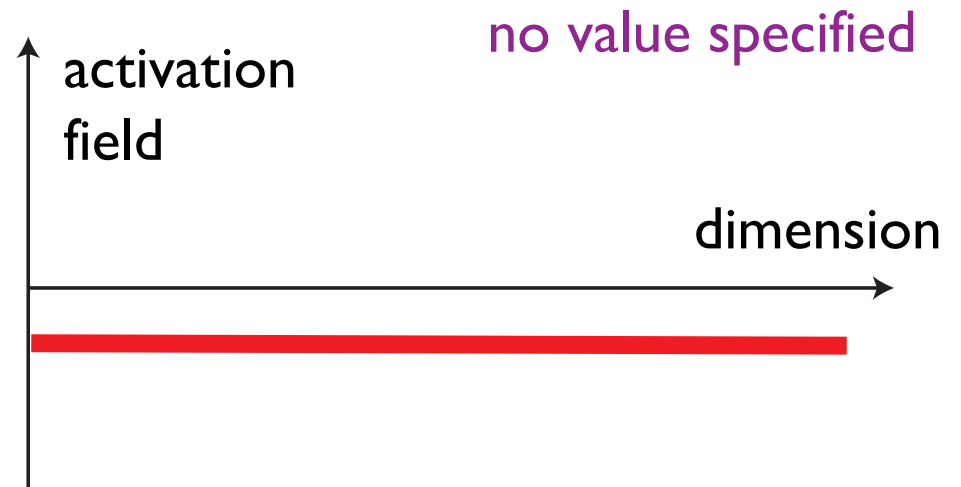 no value specified
activation
field
dimension